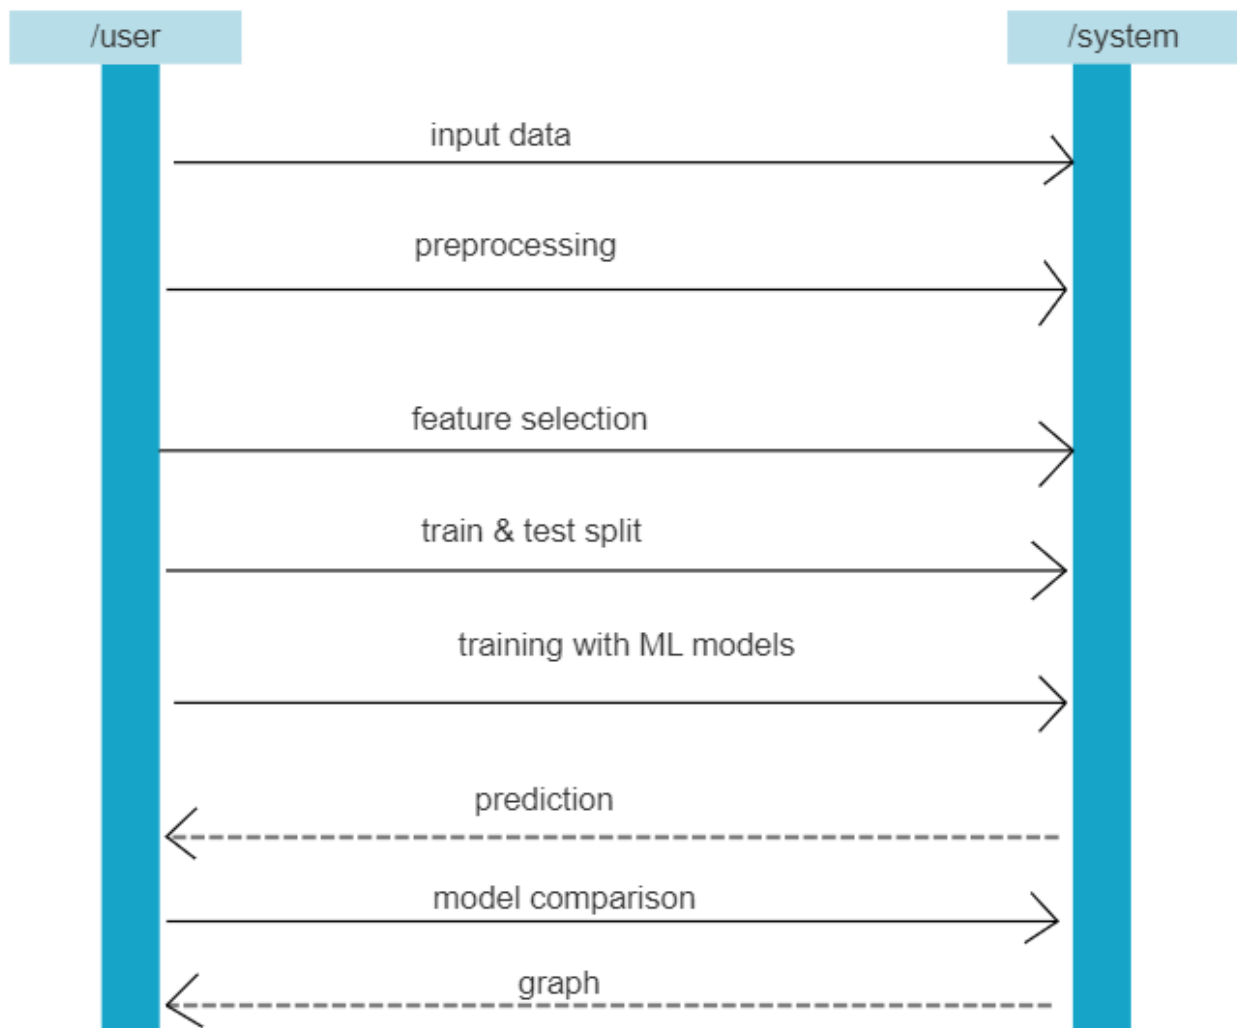 /user
/system
input data
preprocessing
feature selection
train & test split
training with ML models
prediction
model comparison
graph